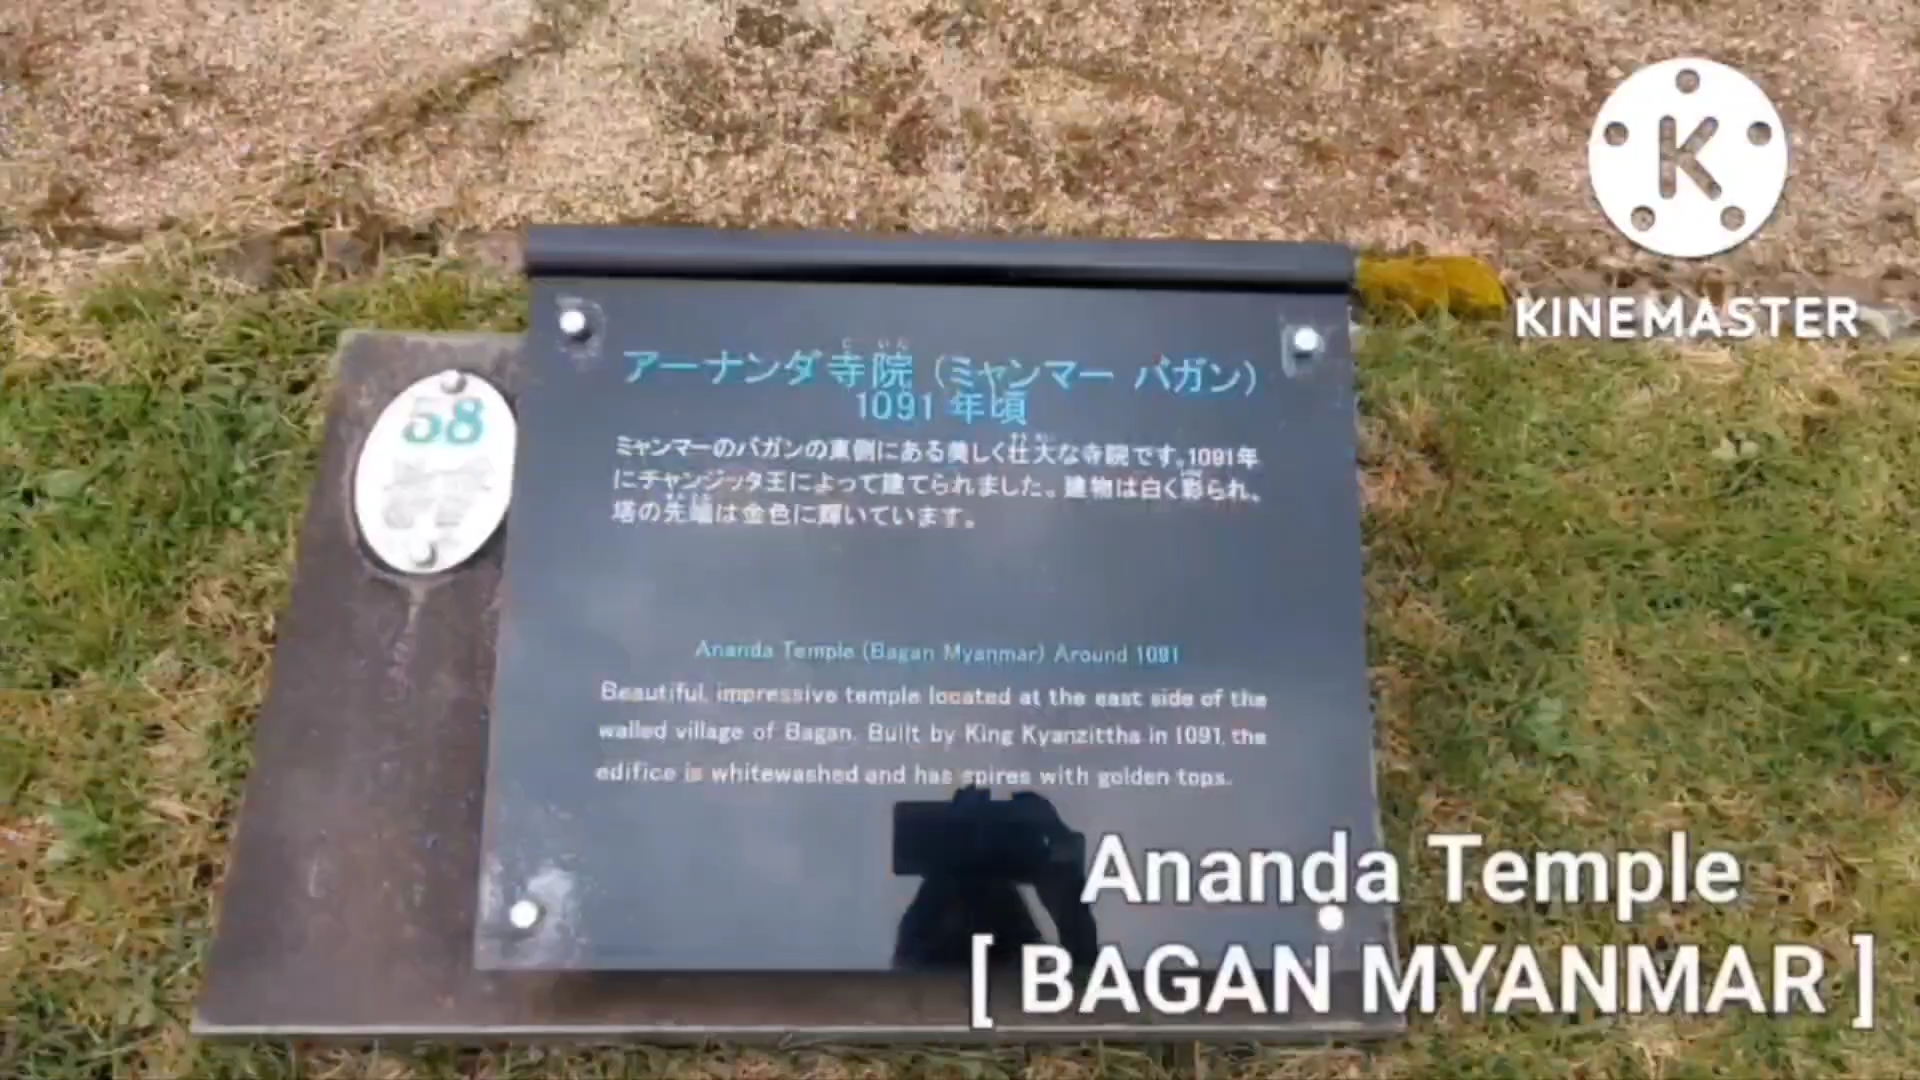 アーナンダ寺院 (ミャンマー バガン)
1091 年頃
ミャンマーのバガンの東側にある美しく壮大な寺院です。1091年
にチャンジッタ王によって建てられました。建物は白く彩られ、
塔の先端は金色に輝いています。
58
Ananda Temple (Bagan Myanmar) Around 1091
Beautiful, impressive temple located at the east side of the
walled village of Bagan. Built by King Kyanzittha in 1091, the
edifice is whitewashed and has spires with golden tops.
K
KINEMASTER
Ananda Temple
[ BAGAN MYANMAR ]